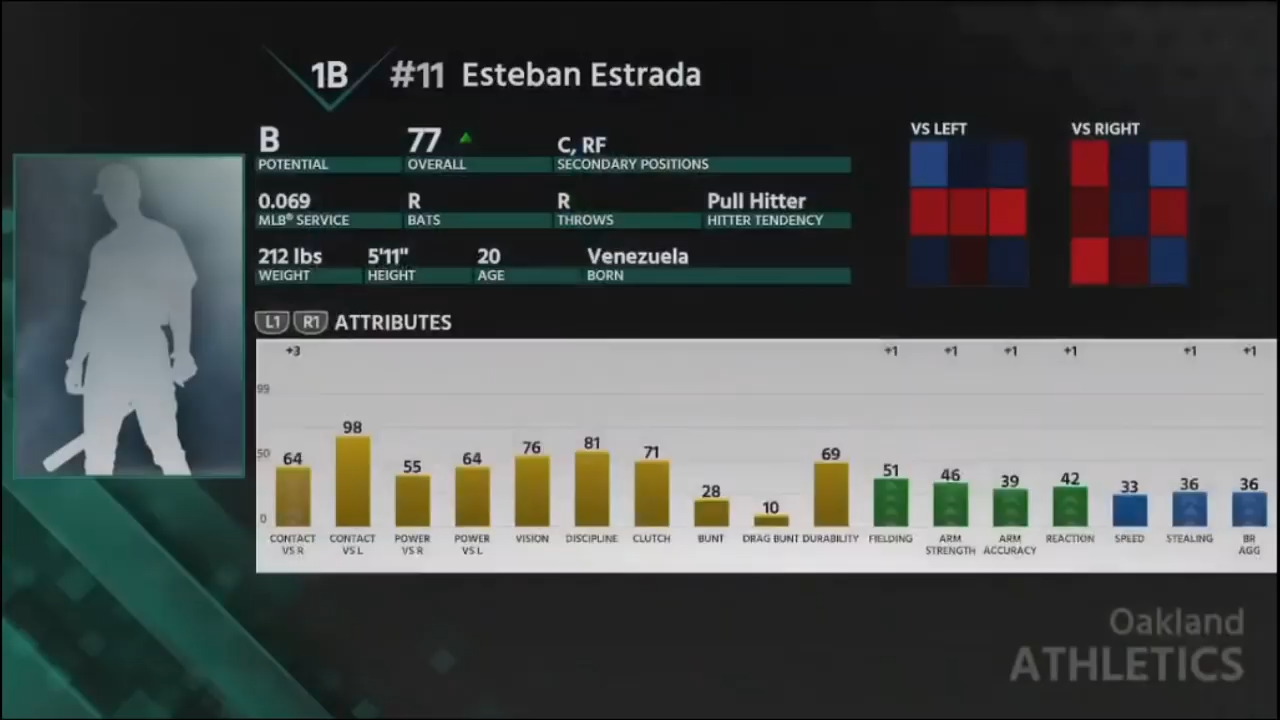 1B #11 Esteban Estrada
B 77 C, RF
POTENTIAL OVERALL SECONDARY POSITIONS
0.069 R R Pull Hitter
MLB® SERVICE BATS THROWS HITTER TENDENCY
212 lbs 5'11" 20 Venezuela
WEIGHT HEIGHT AGE BORN
VS LEFT VS RIGHT
L1 R1 ATTRIBUTES
+3 +1 +1 +1 +1 +1 +1
99
50
0
64 98 55 64 76 81 71 28 10 69 51 46 39 42 33 36 36
CONTACT CONTACT POWER POWER VISION DISCIPLINE CLUTCH BUNT DRAG BUNT DURABILITY FIELDING ARM ARM REACTION SPEED STEALING BR
VS R VS L VS R VS L STRENGTH ACCURACY AGG
Oakland
ATHLETICS